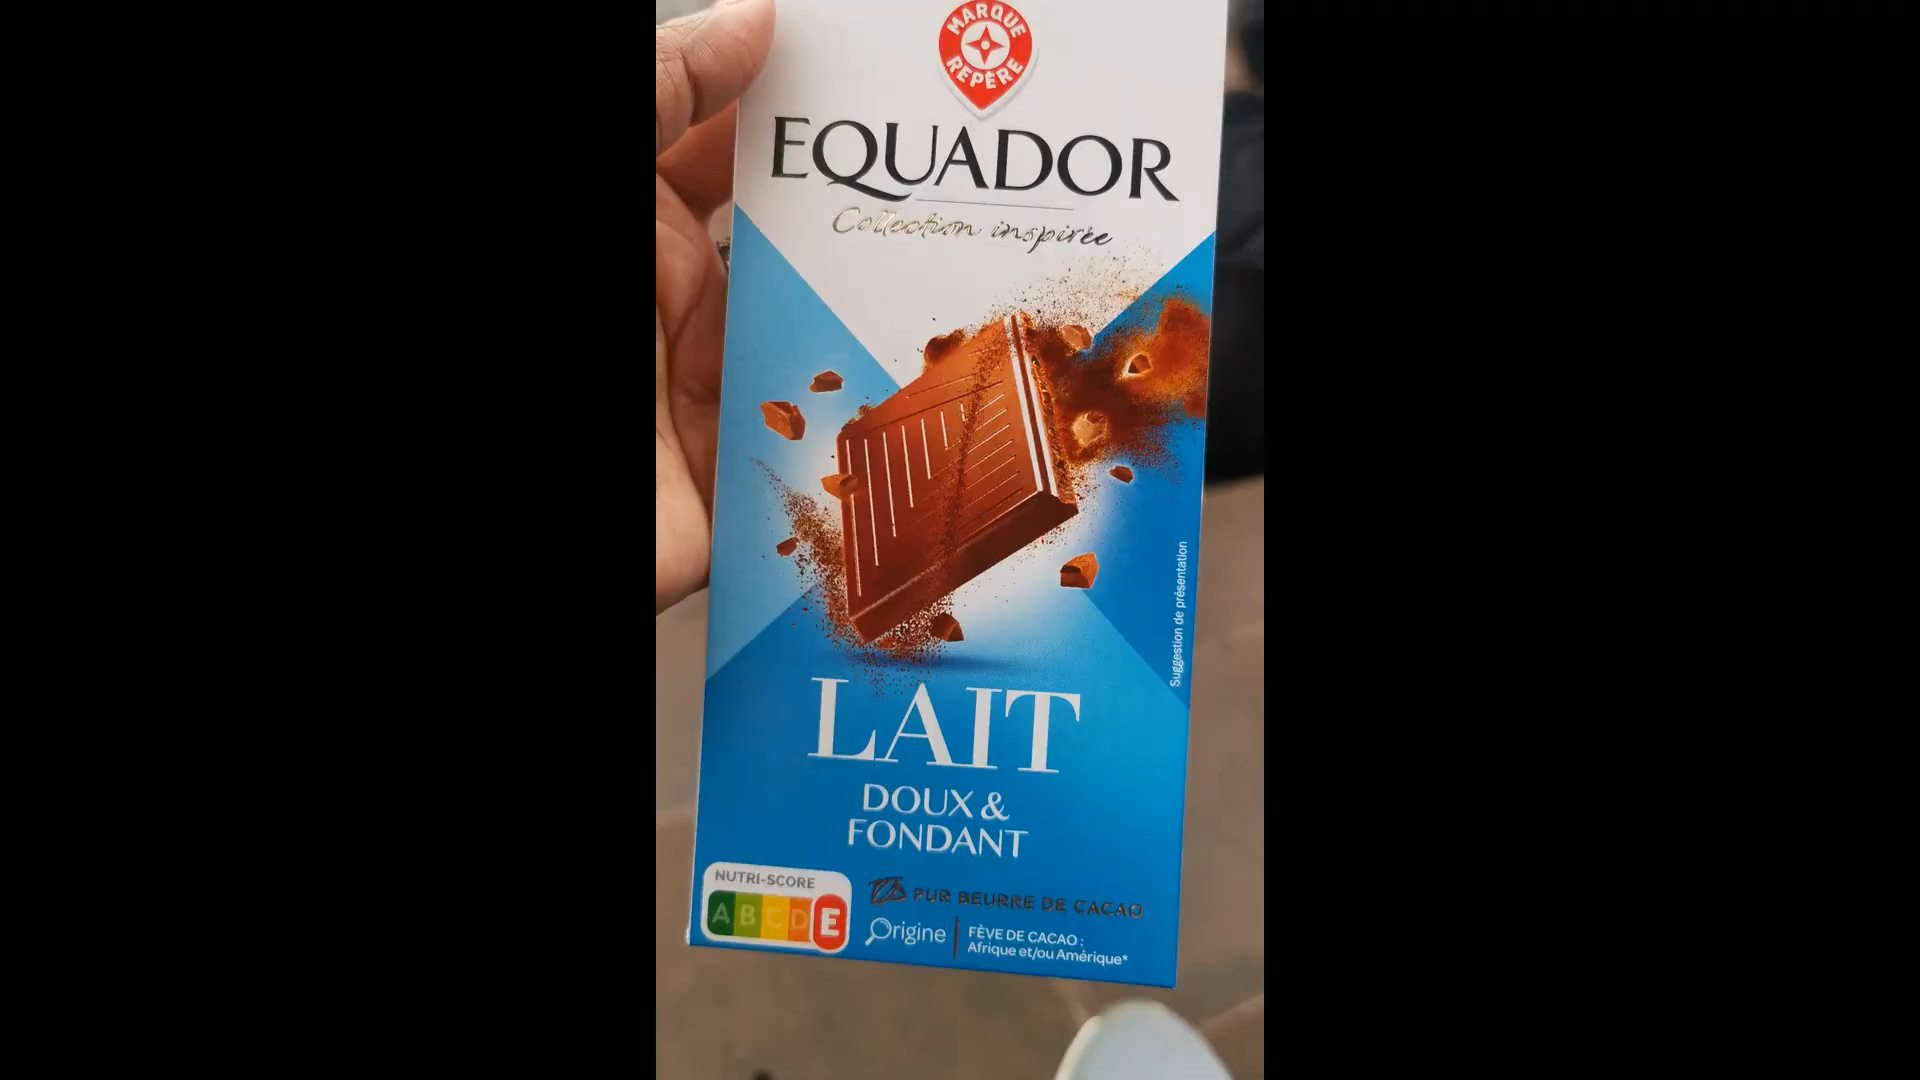 MARQUE
REPÈRE
EQUADOR
Collection inspirée
Suggestion de présentation
LAIT
DOUX &
FONDANT
NUTRI-SCORE
A B C D E
PUR BEURRE DE CACAO
Origine
FÈVE DE CACAO :
Afrique et/ou Amérique*